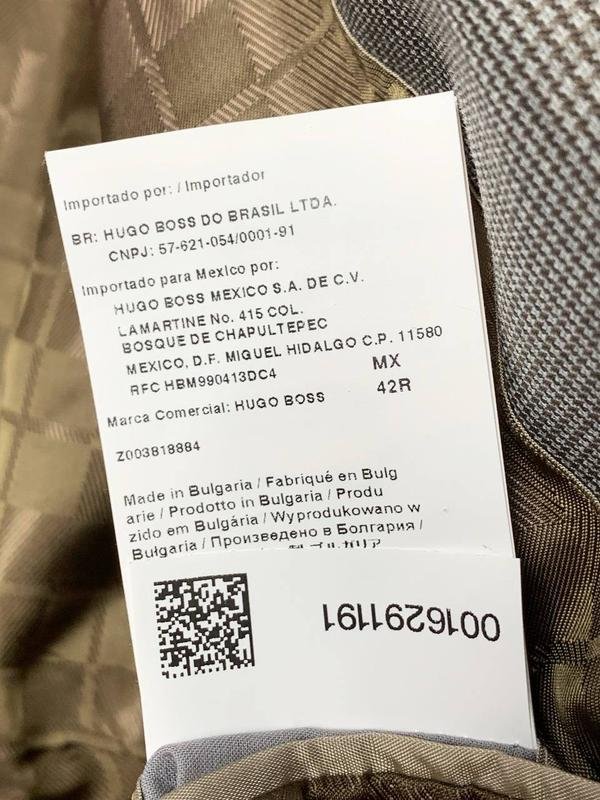 Importado por: / Importador
BR: HUGO BOSS DO BRASIL LTDA.
CNPJ: 57-621-054/0001-91
Importado para Mexico por:
HUGO BOSS MEXICO S.A. DE C.V.
LAMARTINE No. 415 COL.
BOSQUE DE CHAPULTEPEC
MEXICO, D.F. MIGUEL HIDALGO C.P. 11580
RFC HBM990413DC4 MX
Marca Comercial: HUGO BOSS 42R
Z003818884
Made in Bulgaria / Fabriqué en Bulg
arie / Prodotto in Bulgaria / Produ
zido em Bulgária / Wyprodukowano w
Bułgaria / Произведено в Болгария /
0016291191